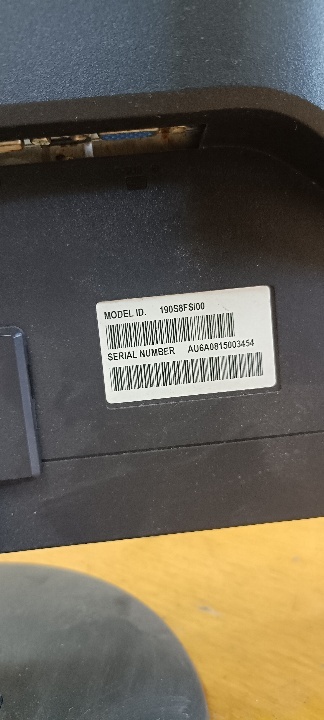 MODEL ID. 190S8FS/00
SERIAL NUMBER AU6A0815003454